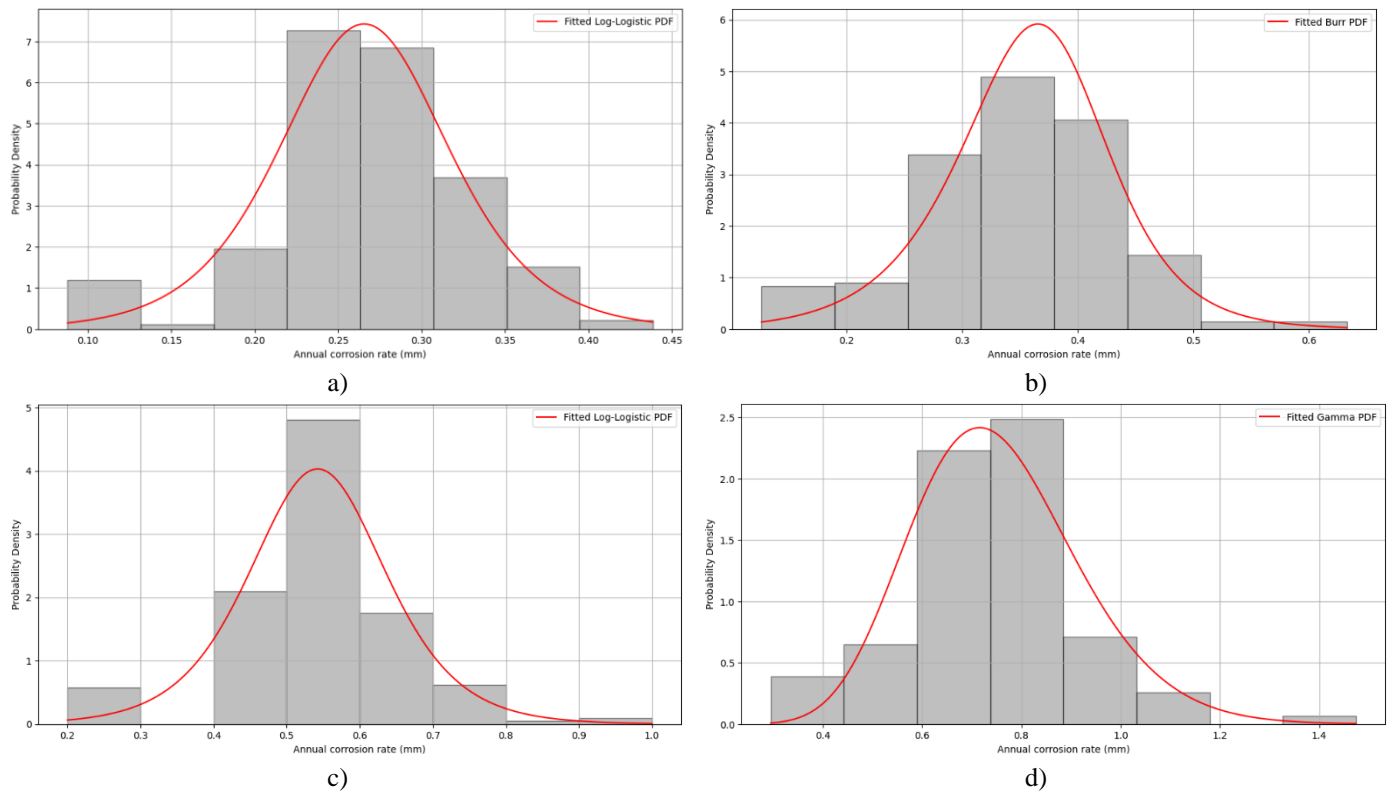 Fitted Log-Logistic PDF
7
6
5
4
3
2
1
0
Probability Density
0.10 0.15 0.20 0.25 0.30 0.35 0.40 0.45
Annual corrosion rate (mm)
a)
Fitted Burr PDF
6
5
4
3
2
1
0
Probability Density
0.2 0.3 0.4 0.5 0.6
Annual corrosion rate (mm)
b)
Fitted Log-Logistic PDF
5
4
3
2
1
0
Probability Density
0.2 0.3 0.4 0.5 0.6 0.7 0.8 0.9 1.0
Annual corrosion rate (mm)
c)
Fitted Gamma PDF
2.5
2.0
1.5
1.0
0.5
0.0
Probability Density
0.4 0.6 0.8 1.0 1.2 1.4
Annual corrosion rate (mm)
d)